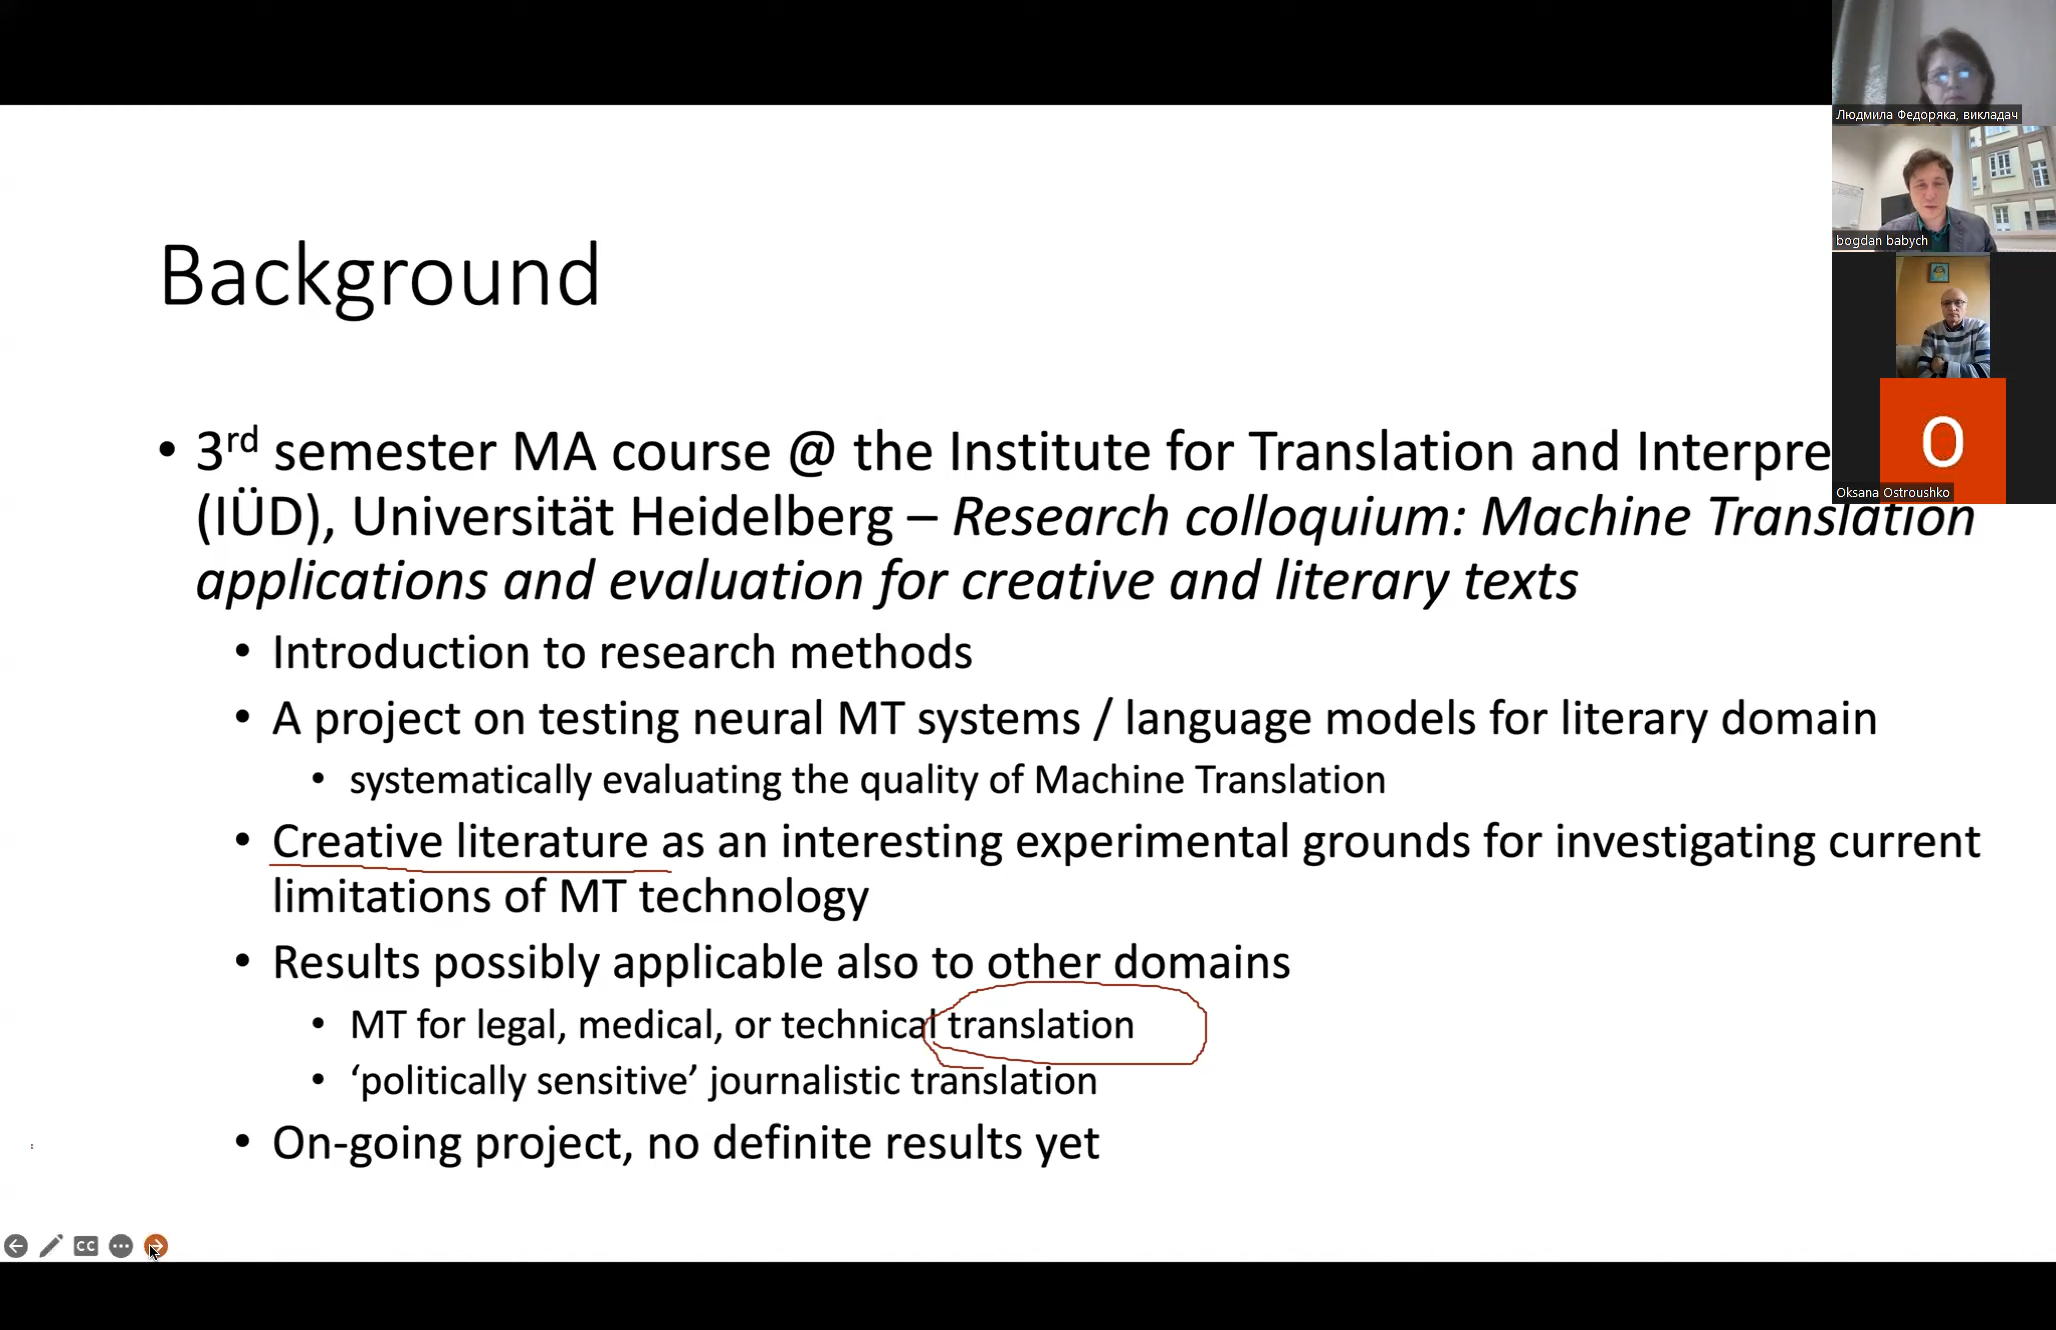 Background
• 3rd semester MA course @ the Institute for Translation and Interpre
(IÜD), Universität Heidelberg – Research colloquium: Machine Translation
applications and evaluation for creative and literary texts
• Introduction to research methods
• A project on testing neural MT systems / language models for literary domain
• systematically evaluating the quality of Machine Translation
• Creative literature as an interesting experimental grounds for investigating current
limitations of MT technology
• Results possibly applicable also to other domains
• MT for legal, medical, or technical translation
• ‘politically sensitive’ journalistic translation
• On-going project, no definite results yet
CC
Людмила Федоряка, викладач
bogdan babych
O
Oksana Ostroushko